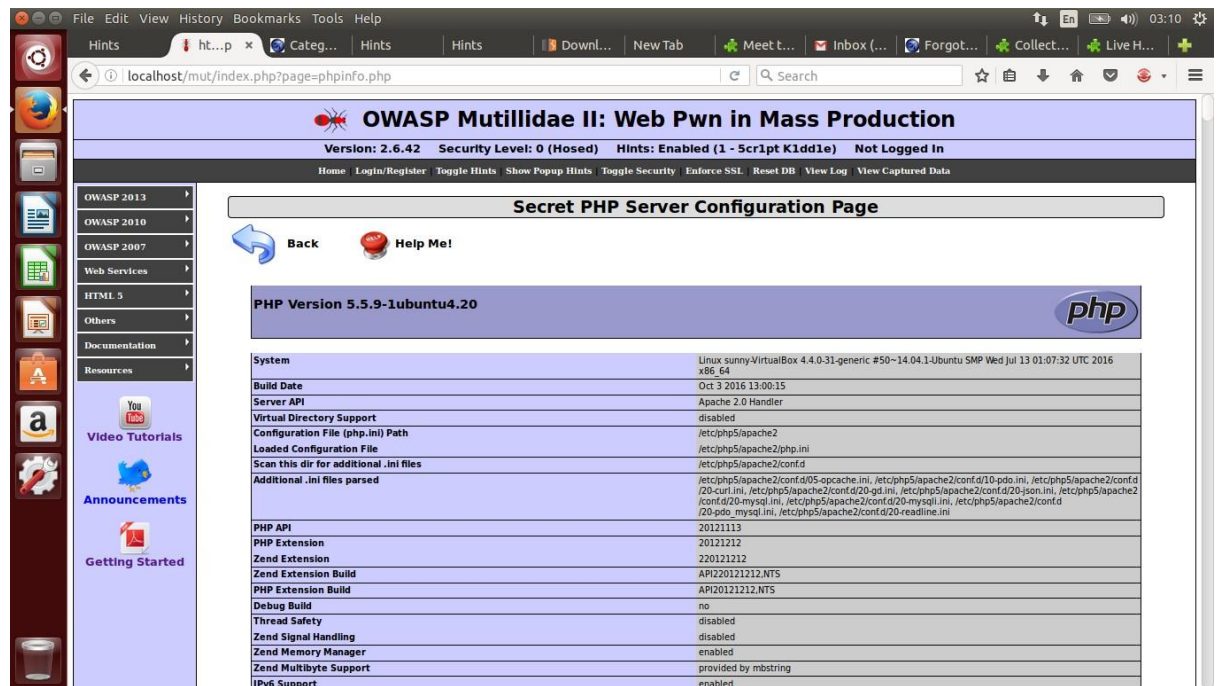 File Edit View History Bookmarks Tools Help
En
03:10
Hints
ht...p
Categ...
Hints
Hints
Downl...
New Tab
Meet t...
Inbox (...
Forgot...
Collect...
Live H...
localhost/mut/index.php?page=phpinfo.php
Search
OWASP Mutillidae II: Web Pwn in Mass Production
Version: 2.6.42 Security Level: 0 (Hosed) Hints: Enabled (1 - 5cr1pt K1dd1e) Not Logged In
Home | Login/Register | Toggle Hints | Show Popup Hints | Toggle Security | Enforce SSL | Reset DB | View Log | View Captured Data
OWASP 2013
OWASP 2010
OWASP 2007
Web Services
HTML 5
Others
Documentation
Resources
You
Tube
Video Tutorials
Announcements
Getting Started
Secret PHP Server Configuration Page
Back
HELP
Help Me!
PHP Version 5.5.9-1ubuntu4.20
php
System Linux sunny-VirtualBox 4.4.0-31-generic #50~14.04.1-Ubuntu SMP Wed Jul 13 01:07:32 UTC 2016
x86_64
Build Date Oct 3 2016 13:00:15
Server API Apache 2.0 Handler
Virtual Directory Support disabled
Configuration File (php.ini) Path /etc/php5/apache2
Loaded Configuration File /etc/php5/apache2/php.ini
Scan this dir for additional .ini files /etc/php5/apache2/conf.d
Additional .ini files parsed /etc/php5/apache2/conf.d/05-opcache.ini, /etc/php5/apache2/conf.d/10-pdo.ini, /etc/php5/apache2/conf.d
/20-curl.ini, /etc/php5/apache2/conf.d/20-gd.ini, /etc/php5/apache2/conf.d/20-json.ini, /etc/php5/apache2
/conf.d/20-mysql.ini, /etc/php5/apache2/conf.d/20-mysqli.ini, /etc/php5/apache2/conf.d
/20-pdo_mysql.ini, /etc/php5/apache2/conf.d/20-readline.ini
PHP API 20121113
PHP Extension 20121212
Zend Extension 220121212
Zend Extension Build API220121212,NTS
PHP Extension Build API20121212,NTS
Debug Build no
Thread Safety disabled
Zend Signal Handling disabled
Zend Memory Manager enabled
Zend Multibyte Support provided by mbstring
IPv6 Support enabled